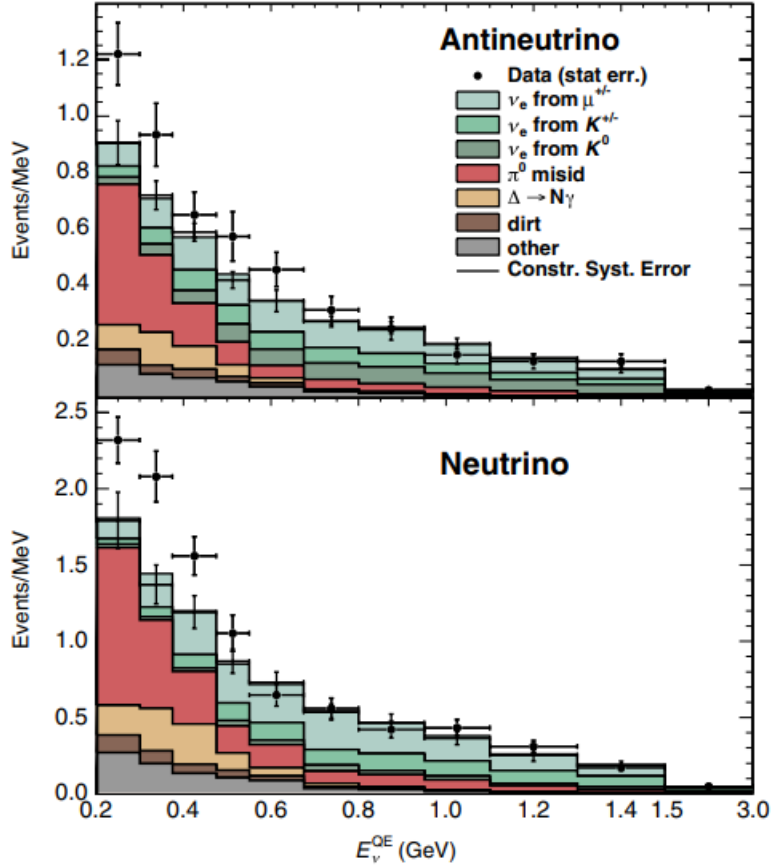 Antineutrino
Data (stat err.)
νe from μ+/-
νe from K+/-
νe from K0
π0 misid
Δ → Nγ
dirt
other
Constr. Syst. Error
Events/MeV
1.2
1.0
0.8
0.6
0.4
0.2
Neutrino
Events/MeV
2.5
2.0
1.5
1.0
0.5
0.0
0.2 0.4 0.6 0.8 1.0 1.2 1.4 1.5 3.0
EνQE (GeV)